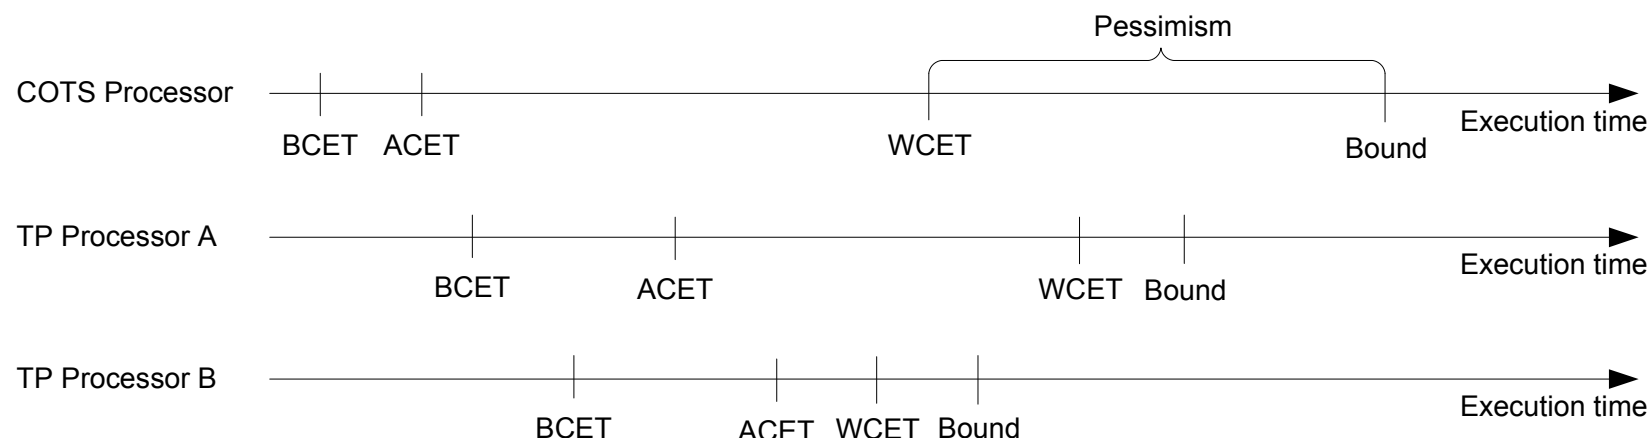 Pessimism
COTS Processor
Execution time
BCET ACET WCET Bound
TP Processor A
Execution time
BCET ACET WCET Bound
TP Processor B
Execution time
BCET ACET WCET Bound